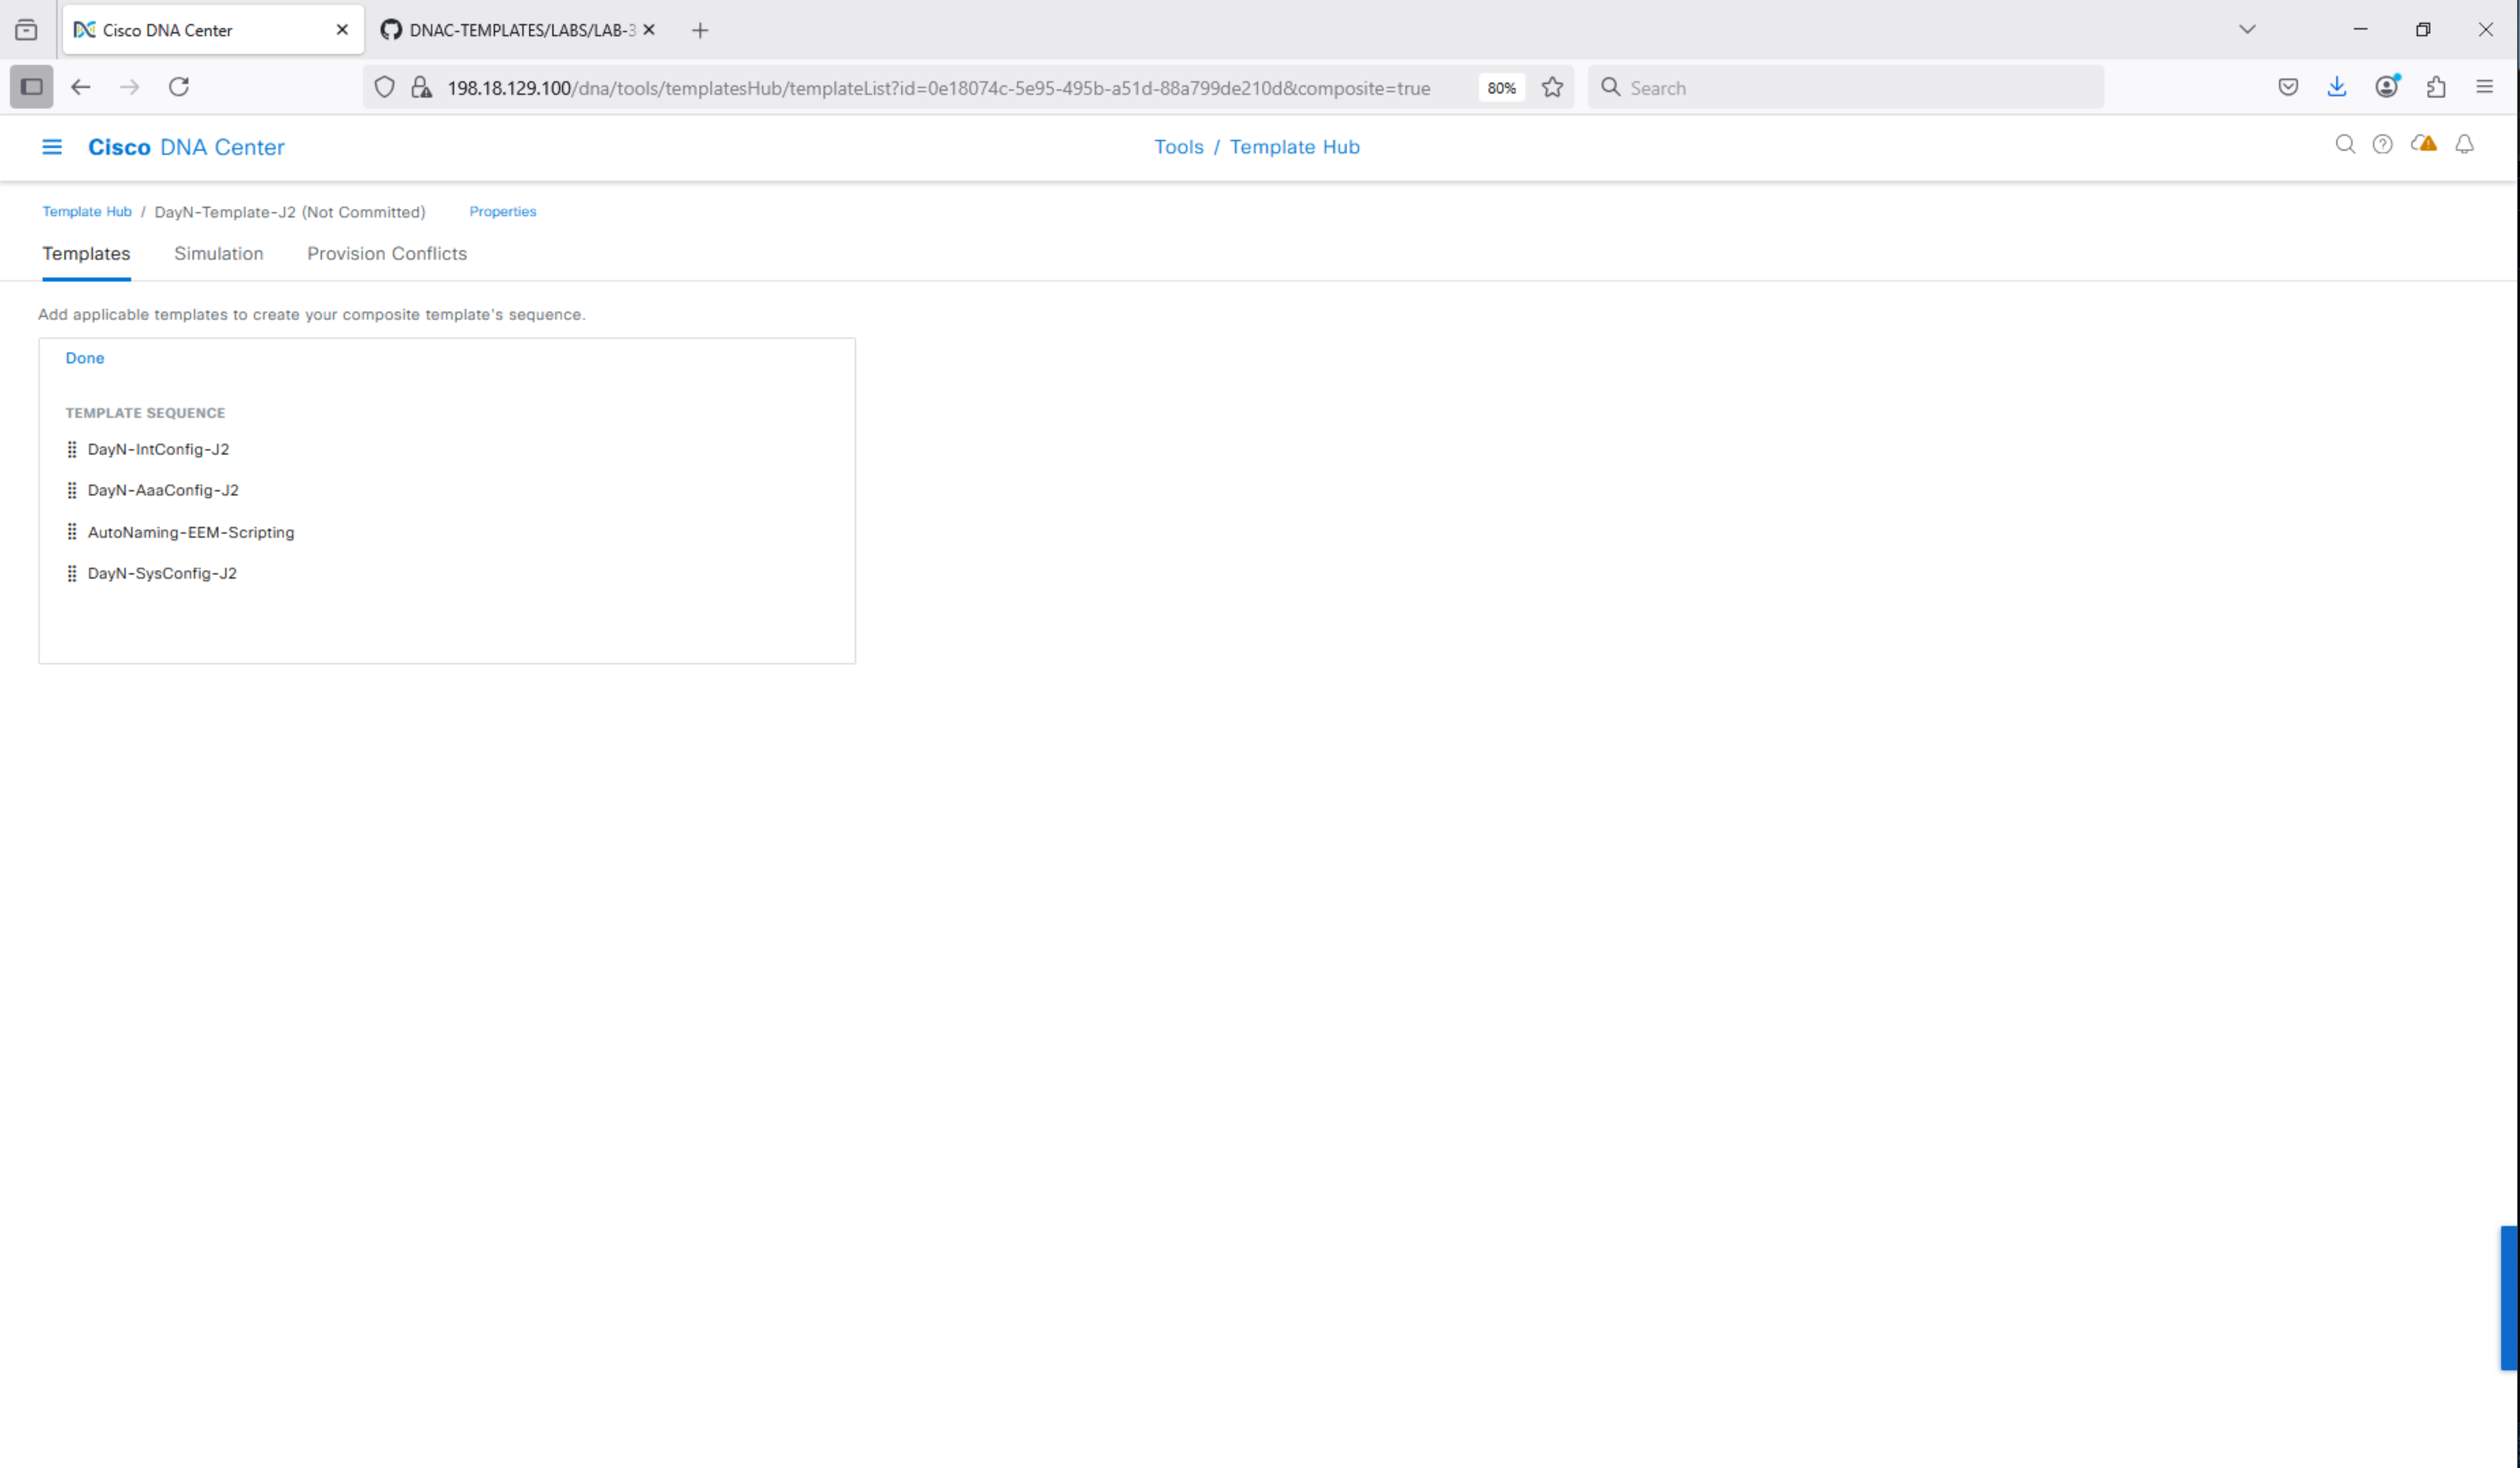 Cisco DNA Center
DNAC-TEMPLATES/LABS/LAB-3
198.18.129.100/dna/tools/templatesHub/templateList?id=0e18074c-5e95-495b-a51d-88a799de210d&composite=true
80%
Search
Cisco DNA Center
Tools / Template Hub
Template Hub / DayN-Template-J2 (Not Committed) Properties
Templates Simulation Provision Conflicts
Add applicable templates to create your composite template's sequence.
Done
TEMPLATE SEQUENCE
DayN-IntConfig-J2
DayN-AaaConfig-J2
AutoNaming-EEM-Scripting
DayN-SysConfig-J2